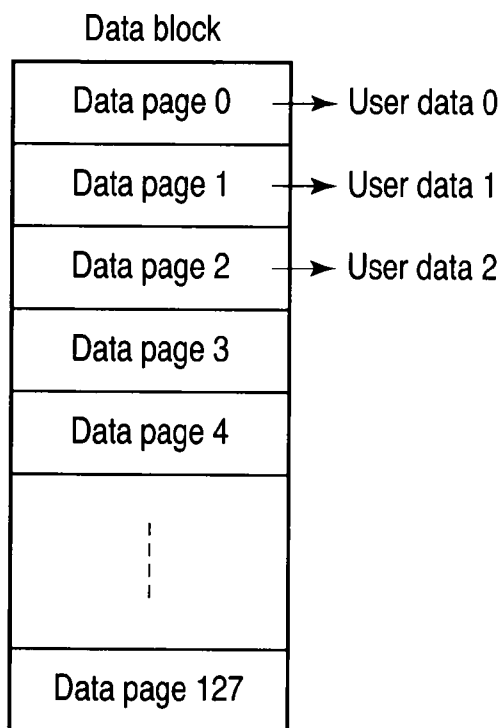 Data block
Data page 0 User data 0
Data page 1 User data 1
Data page 2 User data 2
Data page 3
Data page 4
Data page 127